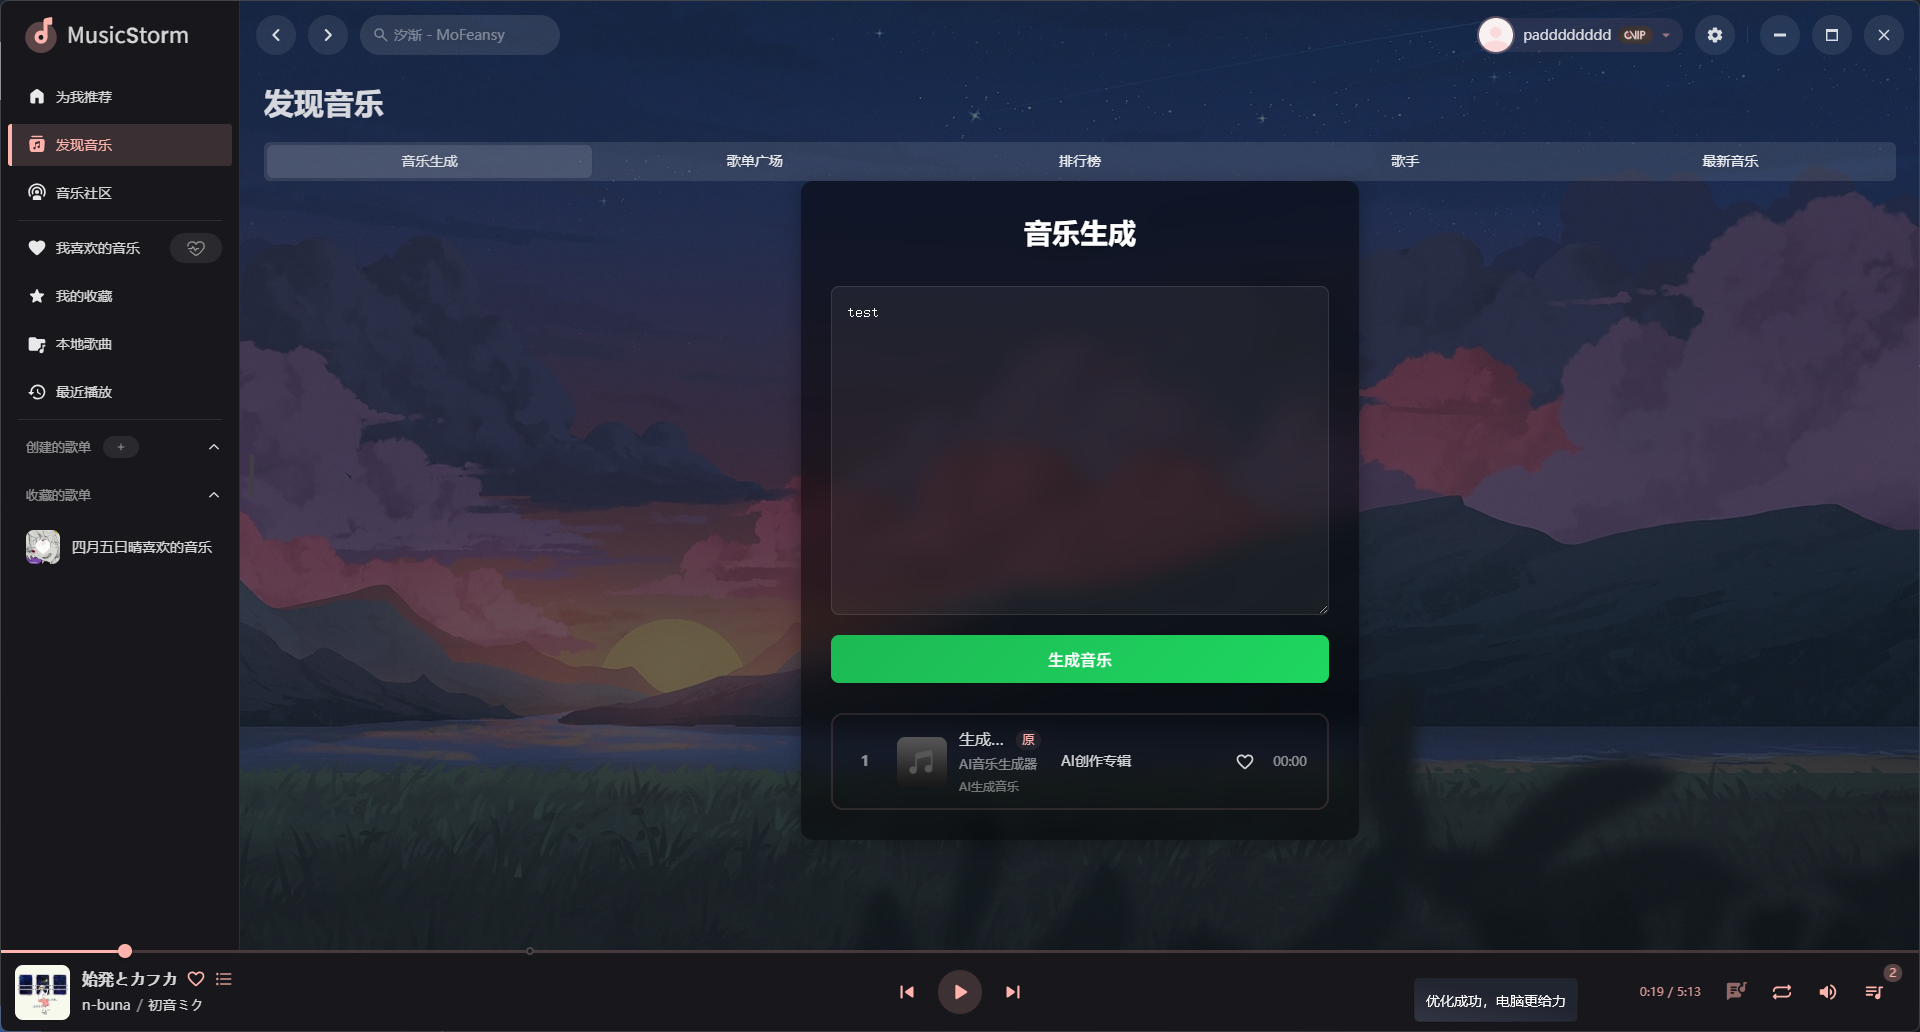 MusicStorm
汐渐 - MoFeansy
padddddddd
VIP
为我推荐
发现音乐
音乐社区
我喜欢的音乐
我的收藏
本地歌曲
最近播放
创建的歌单
+
收藏的歌单
四月五日晴喜欢的音乐
发现音乐
音乐生成
歌单广场
排行榜
歌手
最新音乐
音乐生成
test
生成音乐
1
生成...
原
AI音乐生成器
AI生成音乐
AI创作专辑
00:00
始発とカフカ
n-buna / 初音ミク
优化成功，电脑更给力
0:19 / 5:13
2